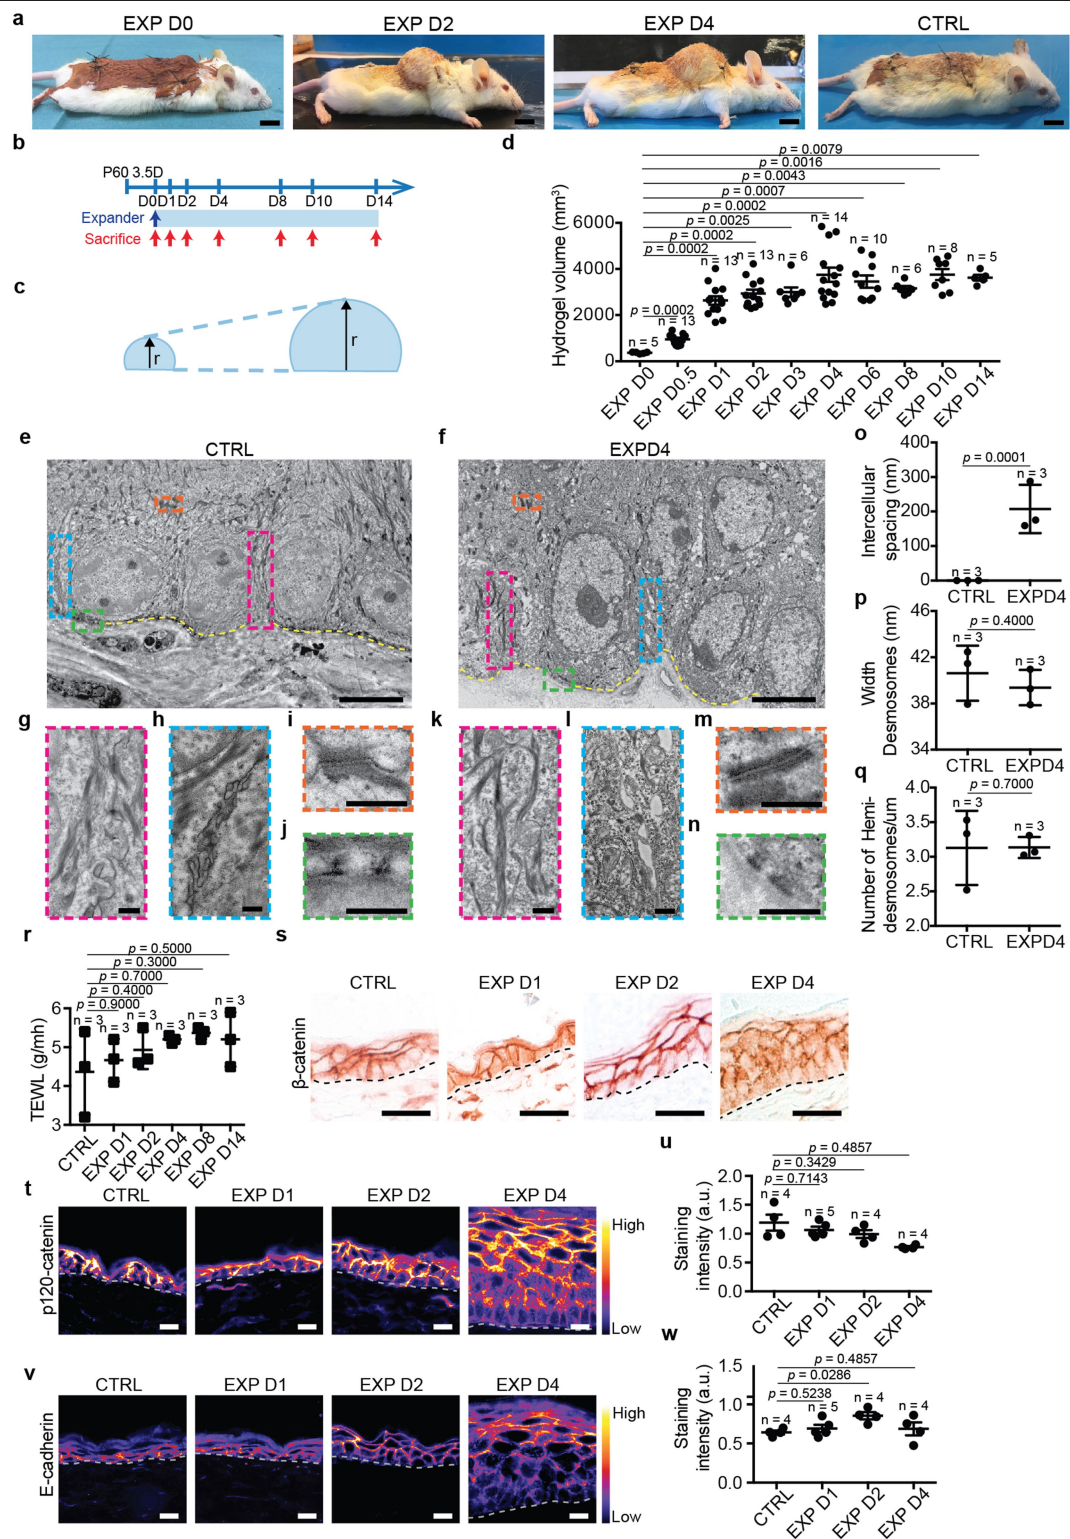 a
EXP D0
EXP D2
EXP D4
CTRL
b
P60 3.5D
D0 D1 D2 D4 D8 D10 D14
Expander
Sacrifice
c
r
r
d
Hydrogel volume (mm³)
6000
4000
2000
0
p = 0.0079
p = 0.0016
p = 0.0043
p = 0.0007
p = 0.0002
p = 0.0025
p = 0.0002
p = 0.0002
p = 0.0002
n = 5
n = 13
n = 13
n = 13
n = 6
n = 14
n = 10
n = 6
n = 8
n = 5
EXP D0
EXP D0.5
EXP D1
EXP D2
EXP D3
EXP D4
EXP D6
EXP D8
EXP D10
EXP D14
e
CTRL
f
EXPD4
g
h
i
j
k
l
m
n
o
Intercellular
spacing (nm)
400
300
200
100
0
p = 0.0001
n = 3
n = 3
CTRL EXPD4
p
Width
Desmosomes (nm)
46
42
38
34
p = 0.4000
n = 3
n = 3
CTRL EXPD4
q
Number of Hemi-
desmosomes/um
4.0
3.5
3.0
2.5
2.0
p = 0.7000
n = 3
n = 3
CTRL EXPD4
r
TEWL (g/mh)
6
5
4
3
p = 0.5000
p = 0.3000
p = 0.7000
p = 0.4000
p = 0.9000
n = 3
n = 3
n = 3
n = 3
n = 3
n = 3
CTRL
EXP D1
EXP D2
EXP D4
EXP D8
EXP D14
s
β-catenin
CTRL
EXP D1
EXP D2
EXP D4
t
p120-catenin
CTRL
EXP D1
EXP D2
EXP D4
High
Low
u
Staining
intensity (a.u.)
2.0
1.5
1.0
0.5
0.0
p = 0.4857
p = 0.3429
p = 0.7143
n = 4
n = 5
n = 4
n = 4
CTRL
EXP D1
EXP D2
EXP D4
v
E-cadherin
CTRL
EXP D1
EXP D2
EXP D4
High
Low
w
Staining
intensity (a.u.)
1.5
1.0
0.5
0.0
p = 0.4857
p = 0.0286
p = 0.5238
n = 4
n = 5
n = 4
n = 4
CTRL
EXP D1
EXP D2
EXP D4